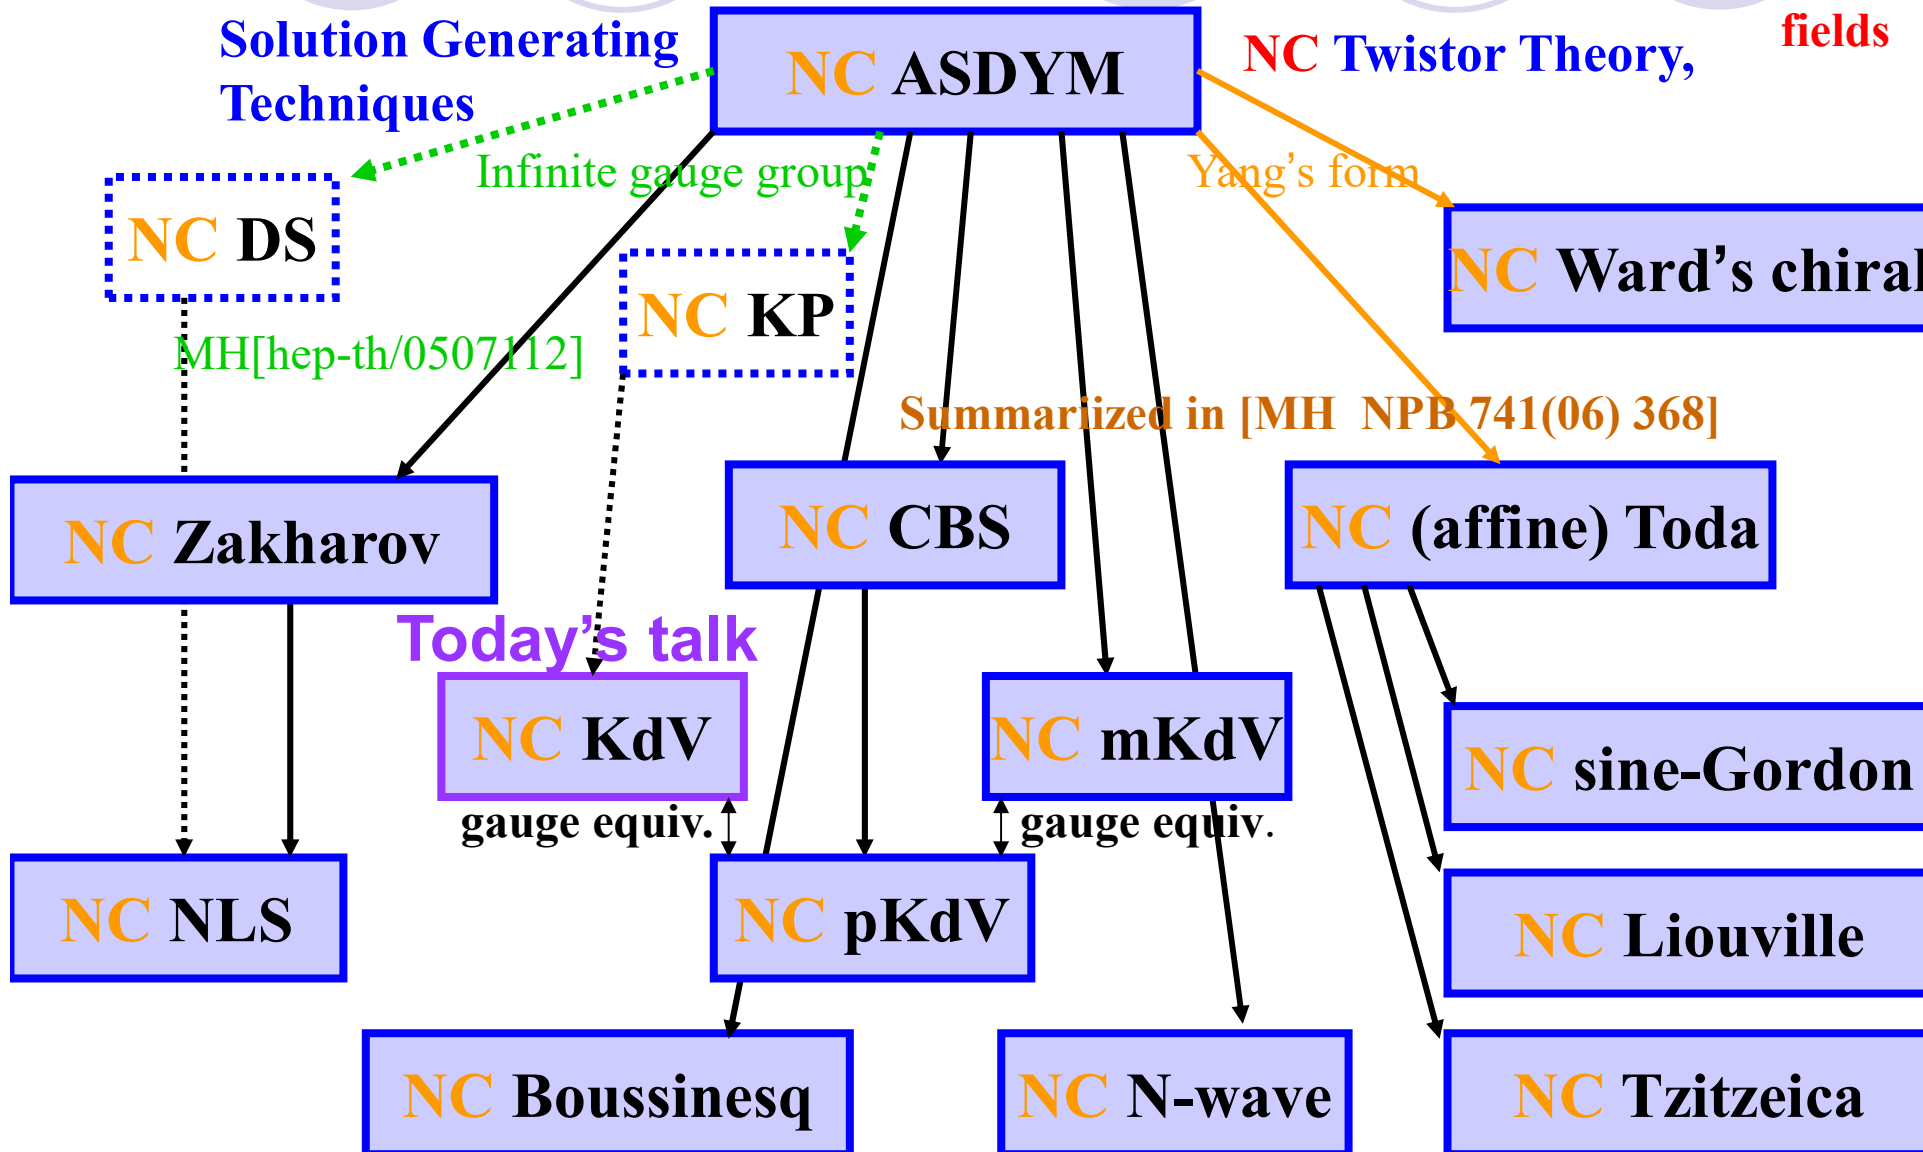 fields
Solution Generating
Techniques
NC ASDYM
NC Twistor Theory,
Infinite gauge group
Yang’s form
NC DS
NC KP
NC Ward’s chiral
MH[hep-th/0507112]
Summariized in [MH  NPB 741(06) 368]
NC Zakharov
NC CBS
NC (affine) Toda
Today’s talk
NC KdV
NC mKdV
NC sine-Gordon
gauge equiv.
gauge equiv.
NC NLS
NC pKdV
NC Liouville
NC Boussinesq
NC N-wave
NC Tzitzeica